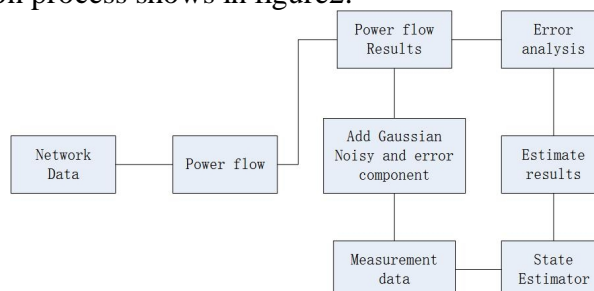 on process shows in figure2.
Power flow
Results
Error
analysis
Network
Data
Power flow
Add Gaussian
Noisy and error
component
Estimate
results
Measurement
data
State
Estimator